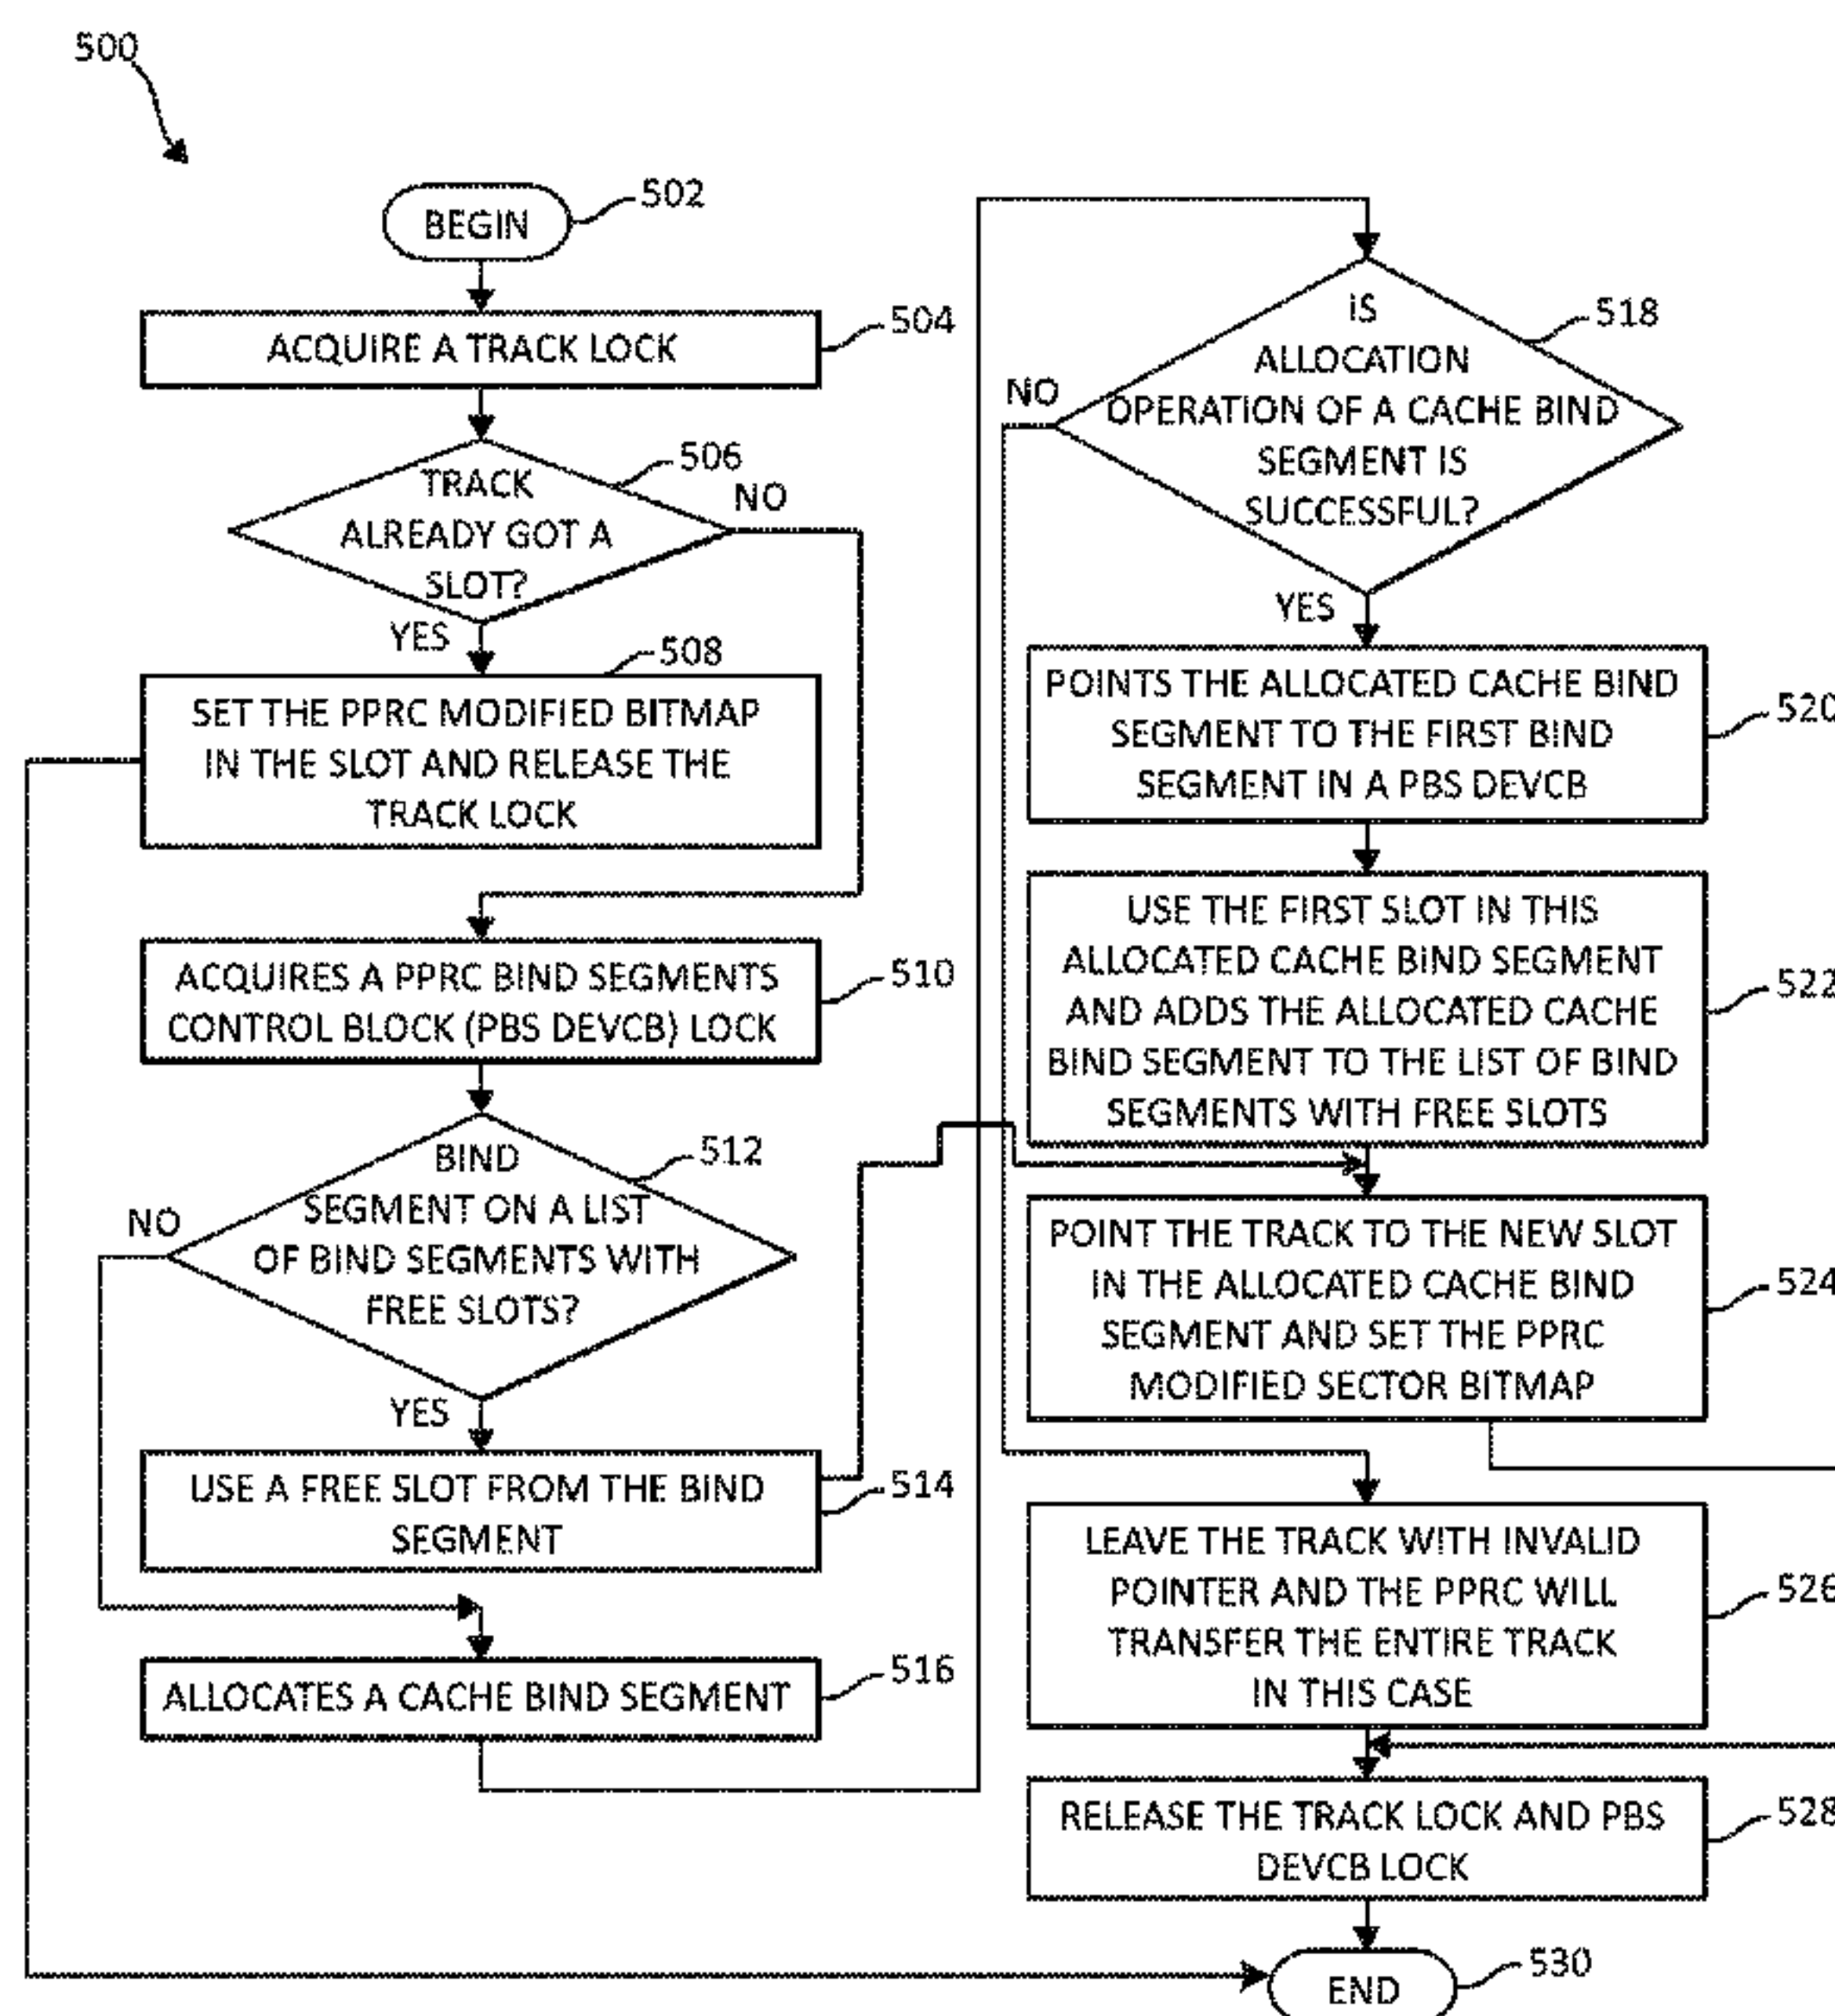 500
BEGIN
502
ACQUIRE A TRACK LOCK
504
TRACK
ALREADY GOT A
SLOT?
506
NO
YES
508
SET THE PPRC MODIFIED BITMAP
IN THE SLOT AND RELEASE THE
TRACK LOCK
ACQUIRES A PPRC BIND SEGMENTS
CONTROL BLOCK (PBS DEVCB) LOCK
510
BIND
SEGMENT ON A LIST
OF BIND SEGMENTS WITH
FREE SLOTS?
512
NO
YES
USE A FREE SLOT FROM THE BIND
SEGMENT
514
ALLOCATES A CACHE BIND SEGMENT
516
IS
ALLOCATION
OPERATION OF A CACHE BIND
SEGMENT IS
SUCCESSFUL?
518
NO
YES
POINTS THE ALLOCATED CACHE BIND
SEGMENT TO THE FIRST BIND
SEGMENT IN A PBS DEVCB
520
USE THE FIRST SLOT IN THIS
ALLOCATED CACHE BIND SEGMENT
AND ADDS THE ALLOCATED CACHE
BIND SEGMENT TO THE LIST OF BIND
SEGMENTS WITH FREE SLOTS
522
POINT THE TRACK TO THE NEW SLOT
IN THE ALLOCATED CACHE BIND
SEGMENT AND SET THE PPRC
MODIFIED SECTOR BITMAP
524
LEAVE THE TRACK WITH INVALID
POINTER AND THE PPRC WILL
TRANSFER THE ENTIRE TRACK
IN THIS CASE
526
RELEASE THE TRACK LOCK AND PBS
DEVCB LOCK
528
END
530